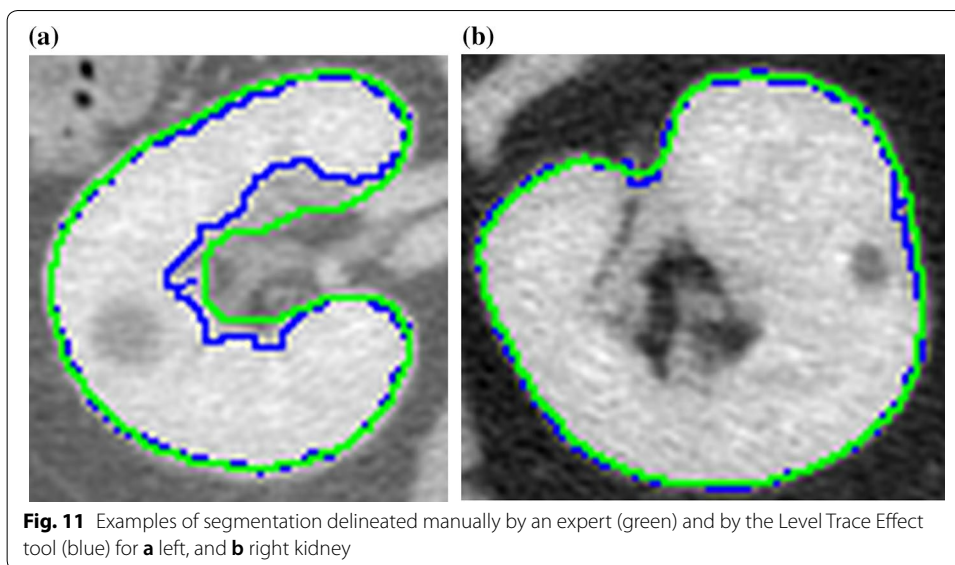 (a)
(b)
Fig. 11 Examples of segmentation delineated manually by an expert (green) and by the Level Trace Effect
tool (blue) for a left, and b right kidney